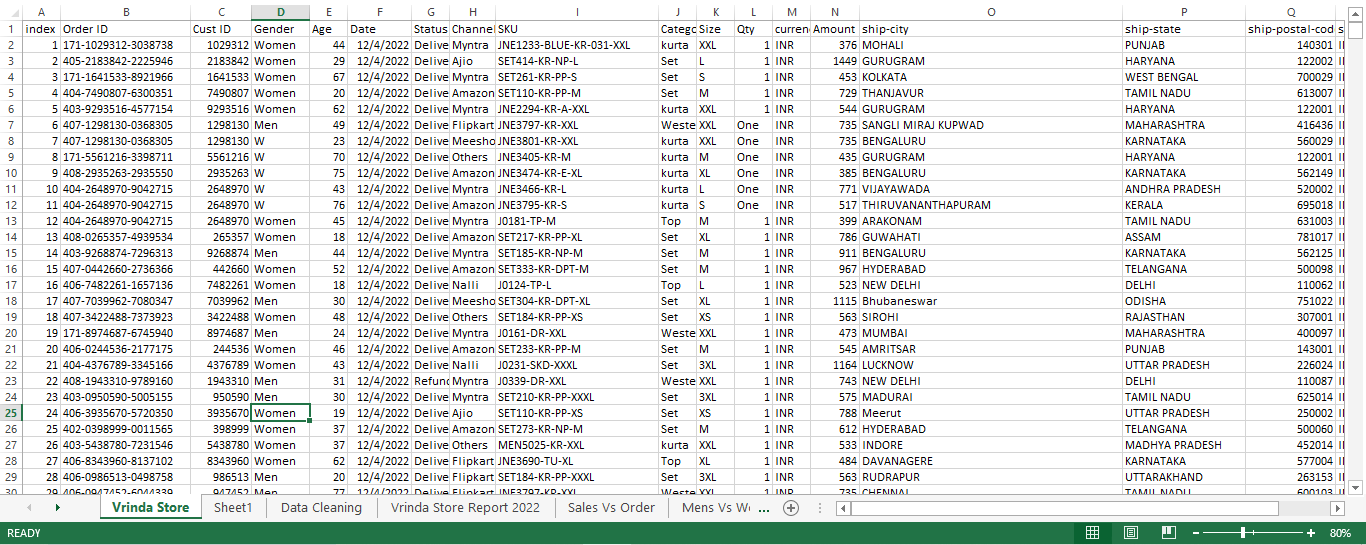 A B C D E F G H I J K L M N O P Q
1 index Order ID Cust ID Gender Age Date Status Channe SKU Catego Size Qty curren Amount ship-city ship-state ship-postal-cod s
2 1 171-1029312-3038738 1029312 Women 44 12/4/2022 Delive Myntra JNE1233-BLUE-KR-031-XXL kurta XXL 1 INR 376 MOHALI PUNJAB 140301 II
3 2 405-2183842-2225946 2183842 Women 29 12/4/2022 Delive Ajio SET414-KR-NP-L Set L 1 INR 1449 GURUGRAM HARYANA 122002 II
4 3 171-1641533-8921966 1641533 Women 67 12/4/2022 Delive Myntra SET261-KR-PP-S Set S 1 INR 453 KOLKATA WEST BENGAL 700029 II
5 4 404-7490807-6300351 7490807 Women 20 12/4/2022 Delive Amazon SET110-KR-PP-M Set M 1 INR 729 THANJAVUR TAMIL NADU 613007 II
6 5 403-9293516-4577154 9293516 Women 62 12/4/2022 Delive Myntra JNE2294-KR-A-XXL kurta XXL 1 INR 544 GURUGRAM HARYANA 122001 II
7 6 407-1298130-0368305 1298130 Men 49 12/4/2022 Delive Flipkart JNE3797-KR-XXL Weste XXL One INR 735 SANGLI MIRAJ KUPWAD MAHARASHTRA 416436 II
8 7 407-1298130-0368305 1298130 W 23 12/4/2022 Delive Meesho JNE3801-KR-XXL kurta XXL One INR 735 BENGALURU KARNATAKA 560029 II
9 8 171-5561216-3398711 5561216 W 70 12/4/2022 Delive Others JNE3405-KR-M kurta M One INR 435 GURUGRAM HARYANA 122001 II
10 9 408-2935263-2935550 2935263 W 75 12/4/2022 Delive Amazon JNE3474-KR-E-XL kurta XL One INR 385 BENGALURU KARNATAKA 562149 II
11 10 404-2648970-9042715 2648970 W 43 12/4/2022 Delive Myntra JNE3466-KR-L kurta L One INR 771 VIJAYAWADA ANDHRA PRADESH 520002 II
12 11 404-2648970-9042715 2648970 W 76 12/4/2022 Delive Amazon JNE3795-KR-S kurta S One INR 517 THIRUVANANTHAPURAM KERALA 695018 II
13 12 404-2648970-9042715 2648970 Women 45 12/4/2022 Delive Myntra J0181-TP-M Top M 1 INR 399 ARAKONAM TAMIL NADU 631003 II
14 13 408-0265357-4939534 265357 Women 18 12/4/2022 Delive Amazon SET217-KR-PP-XL Set XL 1 INR 786 GUWAHATI ASSAM 781017 II
15 14 403-9268874-7296313 9268874 Men 44 12/4/2022 Delive Myntra SET185-KR-NP-M Set M 1 INR 911 BENGALURU KARNATAKA 562125 II
16 15 407-0442660-2736366 442660 Women 52 12/4/2022 Delive Amazon SET333-KR-DPT-M Set M 1 INR 967 HYDERABAD TELANGANA 500098 II
17 16 406-7482261-1657136 7482261 Women 18 12/4/2022 Delive Nalli J0124-TP-L Top L 1 INR 523 NEW DELHI DELHI 110062 II
18 17 407-7039962-7080347 7039962 Men 30 12/4/2022 Delive Meesho SET304-KR-DPT-XL Set XL 1 INR 1115 Bhubaneswar ODISHA 751022 II
19 18 407-3422488-7373923 3422488 Women 48 12/4/2022 Delive Others SET184-KR-PP-XS Set XS 1 INR 563 SIROHI RAJASTHAN 307001 II
20 19 171-8974687-6745940 8974687 Men 24 12/4/2022 Delive Myntra J0161-DR-XXL Weste XXL 1 INR 473 MUMBAI MAHARASHTRA 400097 II
21 20 406-0244536-2177175 244536 Women 46 12/4/2022 Delive Amazon SET233-KR-PP-M Set M 1 INR 545 AMRITSAR PUNJAB 143001 II
22 21 404-4376789-3345166 4376789 Women 43 12/4/2022 Delive Nalli J0231-SKD-XXXL Set 3XL 1 INR 1164 LUCKNOW UTTAR PRADESH 226024 II
23 22 408-1943310-9789160 1943310 Men 31 12/4/2022 Refund Myntra J0339-DR-XXL Weste XXL 1 INR 743 NEW DELHI DELHI 110087 II
24 23 403-0950590-5005155 950590 Men 30 12/4/2022 Delive Myntra SET210-KR-PP-XXXL Set 3XL 1 INR 575 MADURAI TAMIL NADU 625014 II
25 24 406-3935670-5720350 3935670 Women 19 12/4/2022 Delive Ajio SET110-KR-PP-XS Set XS 1 INR 788 Meerut UTTAR PRADESH 250002 II
26 25 402-0398999-0011565 398999 Women 37 12/4/2022 Delive Amazon SET273-KR-NP-M Set M 1 INR 612 HYDERABAD TELANGANA 500060 II
27 26 403-5438780-7231546 5438780 Women 37 12/4/2022 Delive Others MEN5025-KR-XXL kurta XXL 1 INR 533 INDORE MADHYA PRADESH 452014 II
28 27 406-8343960-8137102 8343960 Women 62 12/4/2022 Delive Flipkart JNE3690-TU-XL Top XL 1 INR 484 DAVANAGERE KARNATAKA 577004 II
29 28 406-0986513-0498758 986513 Men 20 12/4/2022 Delive Flipkart SET184-KR-PP-XXXL Set 3XL 1 INR 563 RUDRAPUR UTTARAKHAND 263153 II
30 29 406-0947452-6044339 947452 Men 77 12/4/2022 Delive Flipkart JNE3797-KR-XXL Weste XXL 1 INR 735 CHENNAI TAMIL NADU 600103 II
Vrinda Store Sheet1 Data Cleaning Vrinda Store Report 2022 Sales Vs Order Mens Vs W ...
READY 80%